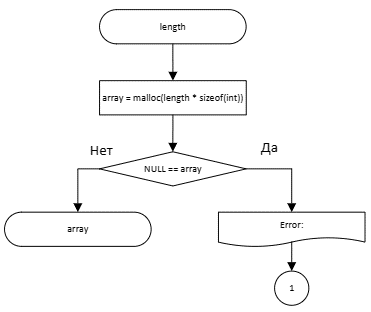 length
array = malloc(length * sizeof(int))
Нет
Да
NULL == array
array
Error:
1